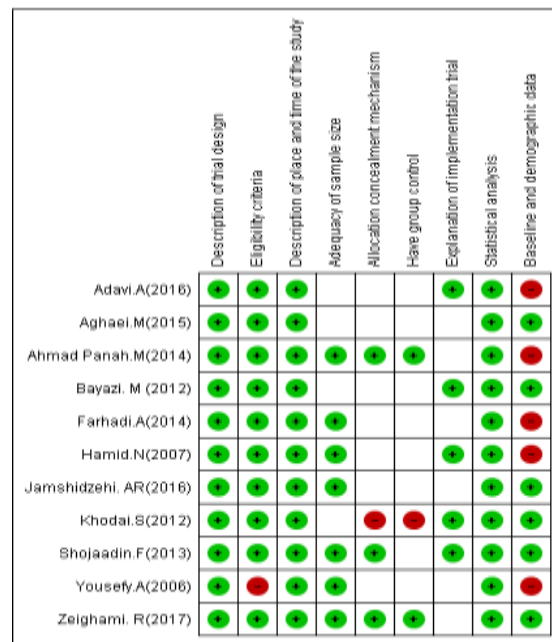 Description of trial design
Eligibility criteria
Description of place and time of the study
Adequacy of sample size
Allocation concealment mechanism
Have group control
Explanation of implementation trial
Statistical analysis
Baseline and demographic data
Adavi.A(2016) + + + + + -
Aghaei.M(2015) + + + + +
Ahmad Panah.M(2014) + + + + + + + -
Bayazi. M (2012) + + + + + +
Farhadi.A(2014) + + + + + -
Hamid.N(2007) + + + + + + -
Jamshidzehi. AR(2016) + + + + + +
Khodai.S(2012) + + + - - + + +
Shojaadin.F(2013) + + + + + + + +
Yousefy.A(2006) + - + + + -
Zeighami. R(2017) + + + + + + + +